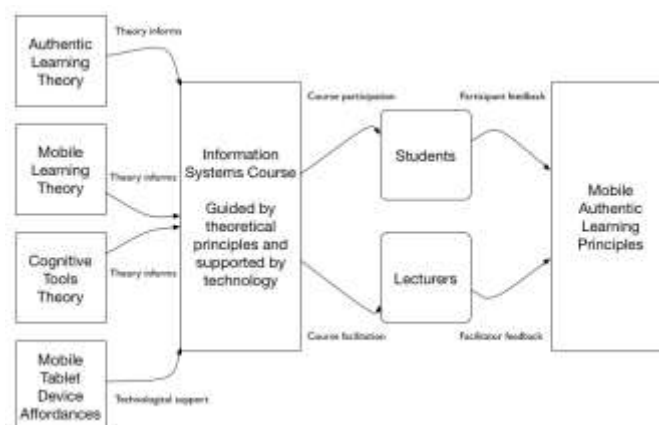 Authentic
Learning
Theory
Theory informs
Mobile
Learning
Theory
Theory informs
Cognitive
Tools
Theory
Theory informs
Mobile
Tablet
Device
Affordances
Technological support
Information
Systems Course
Guided by
theoretical
principles and
supported by
technology
Course participation
Students
Participant feedback
Course facilitation
Lecturers
Facilitator feedback
Mobile
Authentic
Learning
Principles